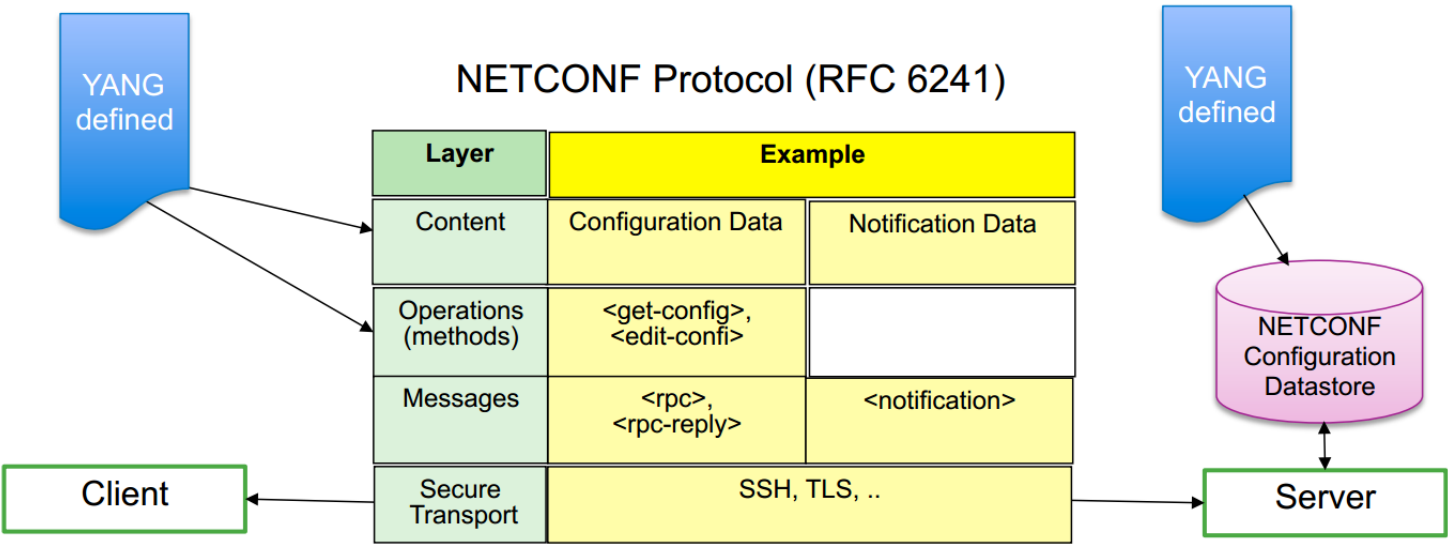 YANG
defined
NETCONF Protocol (RFC 6241)
YANG
defined
Layer
Example
Content
Configuration Data
Notification Data
Operations
(methods)
<get-config>,
<edit-confi>
Messages
<rpc>,
<rpc-reply>
<notification>
Secure
Transport
SSH, TLS, ..
Client
NETCONF
Configuration
Datastore
Server